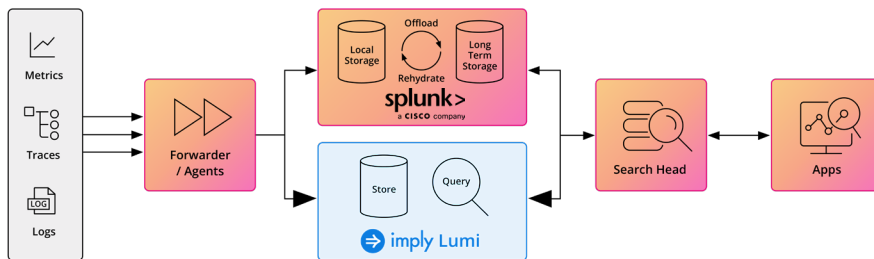 Metrics
Traces
LOG
Logs
Forwarder
/ Agents
Local
Storage
Offload
Rehydrate
Long
Term
Storage
splunk>
a CISCO company
Store
Query
imply Lumi
Search Head
Apps